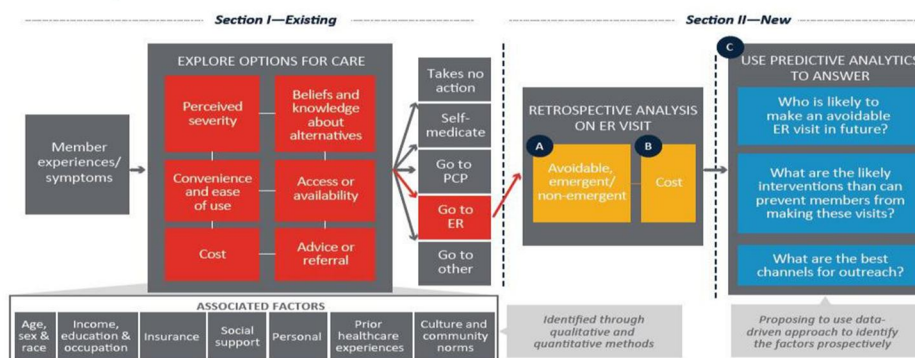 Section I—Existing
Section II—New
Member
experiences/
symptoms
EXPLORE OPTIONS FOR CARE
Perceived
severity
Beliefs and
knowledge
about
alternatives
Convenience
and ease
of use
Access or
availability
Cost
Advice or
referral
Takes no
action
Self-
medicate
Go to
PCP
Go to
ER
Go to
other
RETROSPECTIVE ANALYSIS
ON ER VISIT
A
Avoidable,
emergent/
non-emergent
B
Cost
C
USE PREDICTIVE ANALYTICS
TO ANSWER
Who is likely to
make an avoidable
ER visit in future?
What are the likely
interventions than can
prevent members from
making these visits?
What are the best
channels for outreach?
ASSOCIATED FACTORS
Age,
sex &
race
Income,
education &
occupation
Insurance
Social
support
Personal
Prior
healthcare
experiences
Culture and
community
norms
Identified through
qualitative and
quantitative methods
Proposing to use data-
driven approach to identify
the factors prospectively